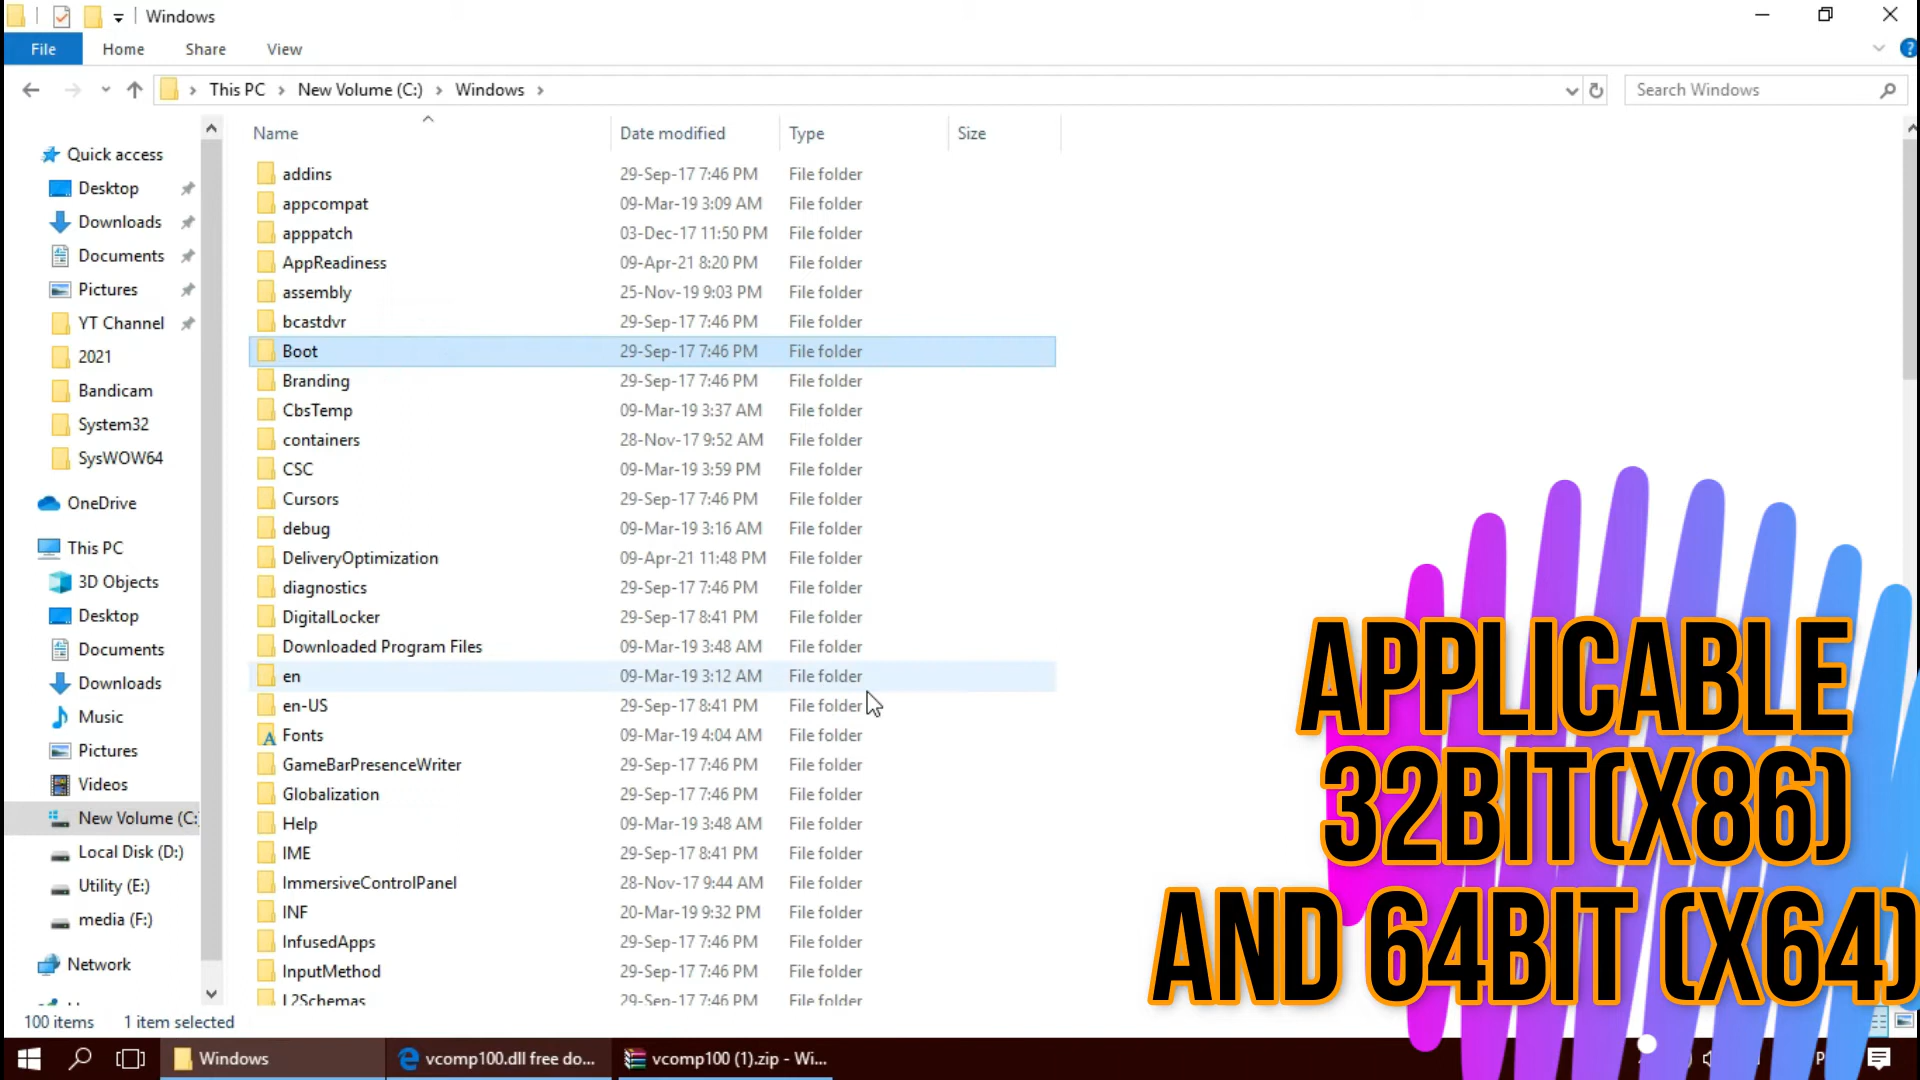 Windows
File Home Share View
This PC New Volume (C:) Windows
Search Windows
Name Date modified Type Size
Quick access
Desktop
Downloads
Documents
Pictures
YT Channel
2021
Bandicam
System32
SysWOW64
OneDrive
This PC
3D Objects
Desktop
Documents
Downloads
Music
Pictures
Videos
New Volume (C:
Local Disk (D:)
Utility (E:)
media (F:)
Network
addins 29-Sep-17 7:46 PM File folder
appcompat 09-Mar-19 3:09 AM File folder
apppatch 03-Dec-17 11:50 PM File folder
AppReadiness 09-Apr-21 8:20 PM File folder
assembly 25-Nov-19 9:03 PM File folder
bcastdvr 29-Sep-17 7:46 PM File folder
Boot 29-Sep-17 7:46 PM File folder
Branding 29-Sep-17 7:46 PM File folder
CbsTemp 09-Mar-19 3:37 AM File folder
containers 28-Nov-17 9:52 AM File folder
CSC 09-Mar-19 3:59 PM File folder
Cursors 29-Sep-17 7:46 PM File folder
debug 09-Mar-19 3:16 AM File folder
DeliveryOptimization 09-Apr-21 11:48 PM File folder
diagnostics 29-Sep-17 7:46 PM File folder
DigitalLocker 29-Sep-17 8:41 PM File folder
Downloaded Program Files 09-Mar-19 3:48 AM File folder
en 09-Mar-19 3:12 AM File folder
en-US 29-Sep-17 8:41 PM File folder
Fonts 09-Mar-19 4:04 AM File folder
GameBarPresenceWriter 29-Sep-17 7:46 PM File folder
Globalization 29-Sep-17 7:46 PM File folder
Help 09-Mar-19 3:48 AM File folder
IME 29-Sep-17 8:41 PM File folder
ImmersiveControlPanel 28-Nov-17 9:44 AM File folder
INF 20-Mar-19 9:32 PM File folder
InfusedApps 29-Sep-17 7:46 PM File folder
InputMethod 29-Sep-17 7:46 PM File folder
L2Schemas 29-Sep-17 7:46 PM File folder
APPLICABLE
32BIT(X86)
AND 64BIT (X64)
100 items 1 item selected
Windows vcomp100.dll free do... vcomp100 (1).zip - Wi...